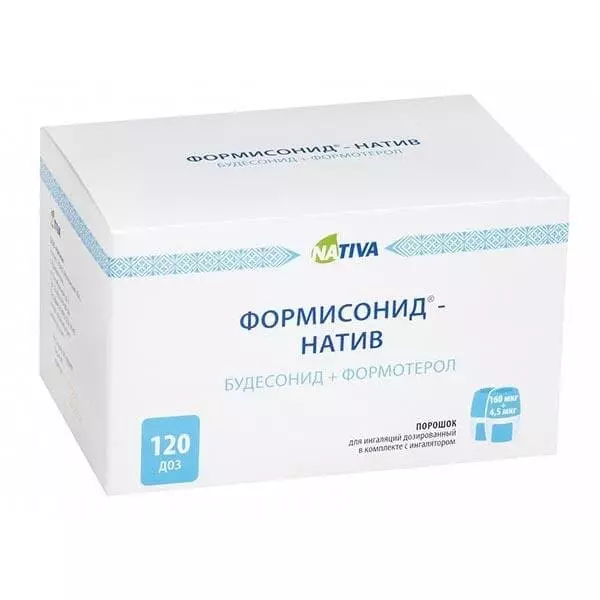 ФОРМИСОНИД® - НАТИВ
БУДЕСОНИД + ФОРМОТЕРОЛ
NATIVA
ФОРМИСОНИД® -
НАТИВ
БУДЕСОНИД + ФОРМОТЕРОЛ
160 мкг
+
4,5 мкг
120
ДОЗ
ПОРОШОК
для ингаляций дозированный
в комплекте с ингалятором